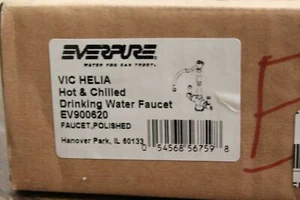 EVERPURE
WATER YOU CAN TRUST.
VIC HELIA
Hot & Chilled
Drinking Water Faucet
EV900620
FAUCET,POLISHED
Hanover Park, IL 60133
0 54568 56759 8